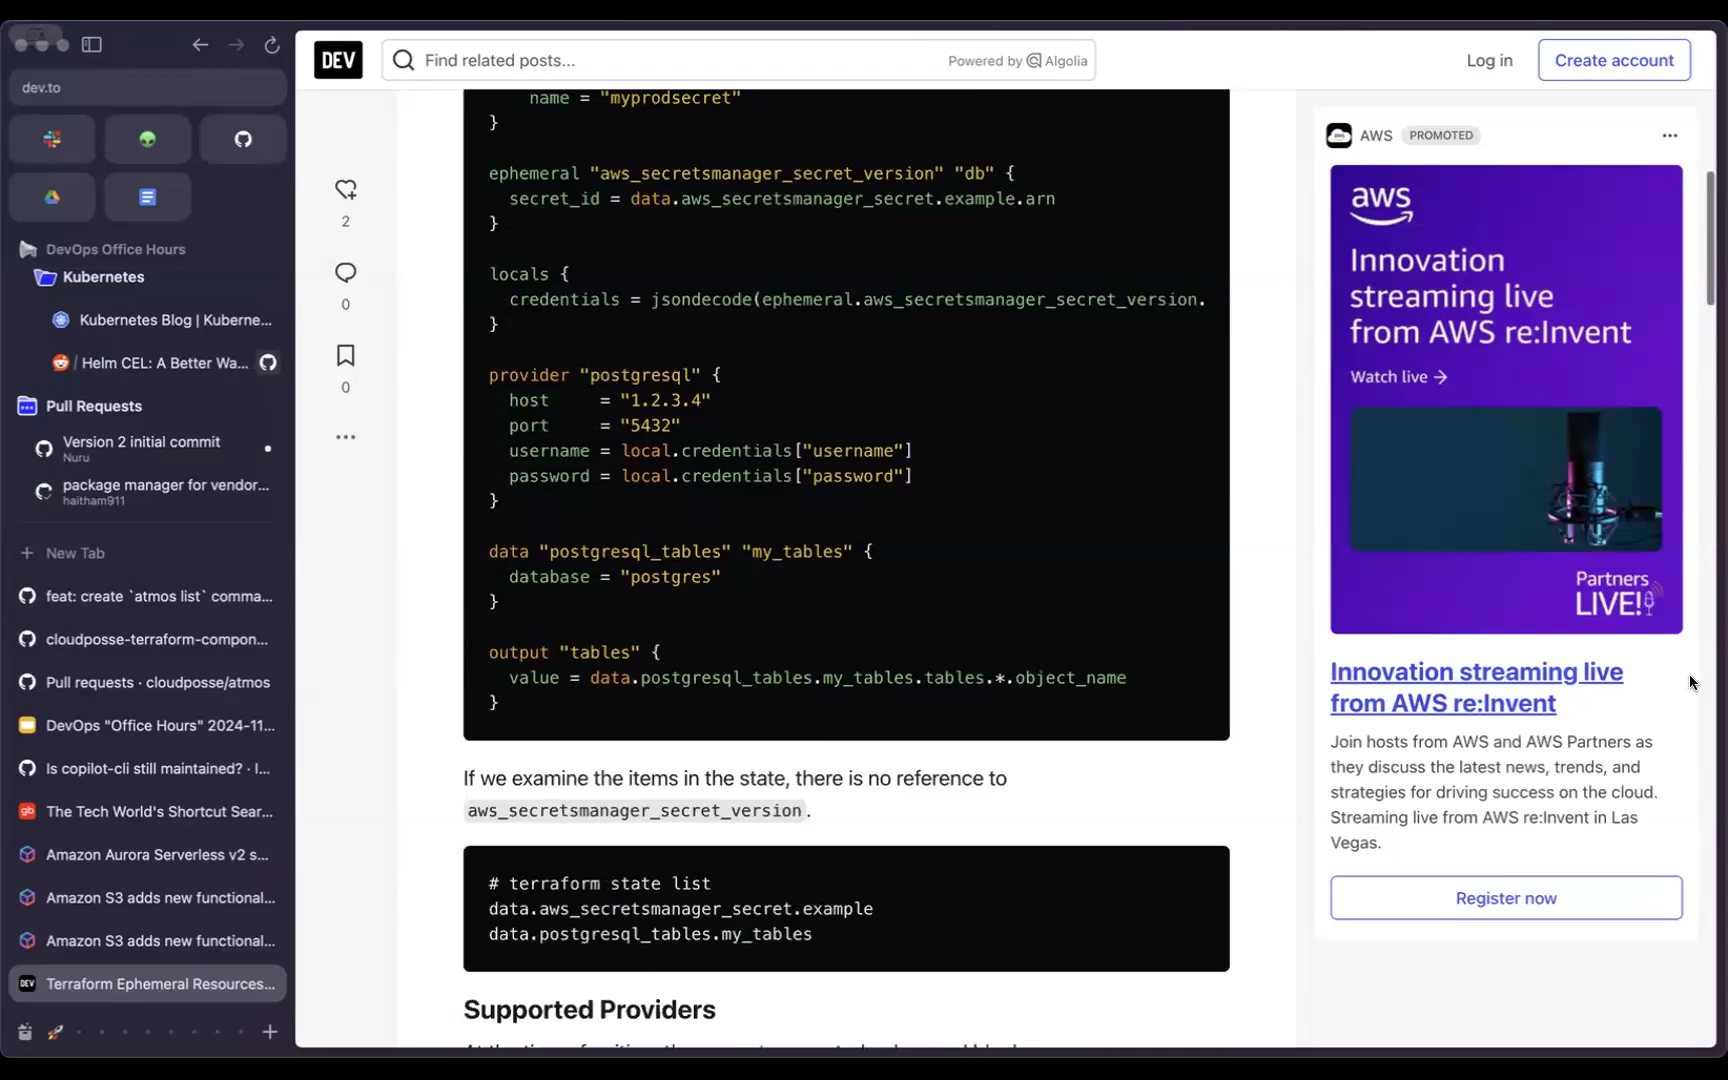 dev.to
DevOps Office Hours
Kubernetes
Kubernetes Blog | Kuberne...
/ Helm CEL: A Better Wa...
Pull Requests
Version 2 initial commit
Nuru
package manager for vendor...
haitham911
+ New Tab
feat: create `atmos list` comma...
cloudposse-terraform-compon...
Pull requests · cloudposse/atmos
DevOps "Office Hours" 2024-11...
Is copilot-cli still maintained? · I...
gb The Tech World's Shortcut Sear...
Amazon Aurora Serverless v2 s...
Amazon S3 adds new functional...
Amazon S3 adds new functional...
DEV Terraform Ephemeral Resources...
DEV
Find related posts...
Powered by Algolia
Log in
Create account
2
0
0
name = "myprodsecret"
}
ephemeral "aws_secretsmanager_secret_version" "db" {
secret_id = data.aws_secretsmanager_secret.example.arn
}
locals {
credentials = jsondecode(ephemeral.aws_secretsmanager_secret_version.
}
provider "postgresql" {
host = "1.2.3.4"
port = "5432"
username = local.credentials["username"]
password = local.credentials["password"]
}
data "postgresql_tables" "my_tables" {
database = "postgres"
}
output "tables" {
value = data.postgresql_tables.my_tables.tables.*.object_name
}
If we examine the items in the state, there is no reference to
aws_secretsmanager_secret_version.
# terraform state list
data.aws_secretsmanager_secret.example
data.postgresql_tables.my_tables
Supported Providers
AWS PROMOTED
aws
Innovation
streaming live
from AWS re:Invent
Watch live →
Partners
LIVE!
Innovation streaming live
from AWS re:Invent
Join hosts from AWS and AWS Partners as
they discuss the latest news, trends, and
strategies for driving success on the cloud.
Streaming live from AWS re:Invent in Las
Vegas.
Register now